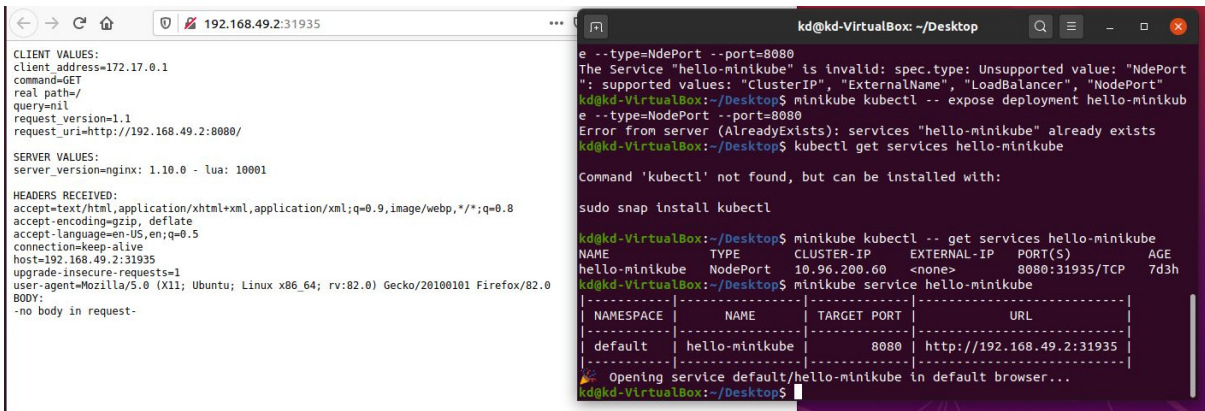 192.168.49.2:31935
CLIENT VALUES:
client_address=172.17.0.1
command=GET
real path=/
query=nil
request_version=1.1
request_uri=http://192.168.49.2:8080/
SERVER VALUES:
server_version=nginx: 1.10.0 - lua: 10001
HEADERS RECEIVED:
accept=text/html,application/xhtml+xml,application/xml;q=0.9,image/webp,*/*;q=0.8
accept-encoding=gzip, deflate
accept-language=en-US,en;q=0.5
connection=keep-alive
host=192.168.49.2:31935
upgrade-insecure-requests=1
user-agent=Mozilla/5.0 (X11; Ubuntu; Linux x86_64; rv:82.0) Gecko/20100101 Firefox/82.0
BODY:
-no body in request-
kd@kd-VirtualBox: ~/Desktop
e --type=NdePort --port=8080
The Service "hello-minikube" is invalid: spec.type: Unsupported value: "NdePort
": supported values: "ClusterIP", "ExternalName", "LoadBalancer", "NodePort"
kd@kd-VirtualBox:~/Desktop$ minikube kubectl -- expose deployment hello-minikub
e --type=NodePort --port=8080
Error from server (AlreadyExists): services "hello-minikube" already exists
kd@kd-VirtualBox:~/Desktop$ kubectl get services hello-minikube
Command 'kubectl' not found, but can be installed with:
sudo snap install kubectl
kd@kd-VirtualBox:~/Desktop$ minikube kubectl -- get services hello-minikube
NAME TYPE CLUSTER-IP EXTERNAL-IP PORT(S) AGE
hello-minikube NodePort 10.96.200.60 <none> 8080:31935/TCP 7d3h
kd@kd-VirtualBox:~/Desktop$ minikube service hello-minikube
|-----------|----------------|-------------|---------------------------|
| NAMESPACE | NAME | TARGET PORT | URL |
|-----------|----------------|-------------|---------------------------|
| default | hello-minikube | 8080 | http://192.168.49.2:31935 |
|-----------|----------------|-------------|---------------------------|
🎉 Opening service default/hello-minikube in default browser...
kd@kd-VirtualBox:~/Desktop$